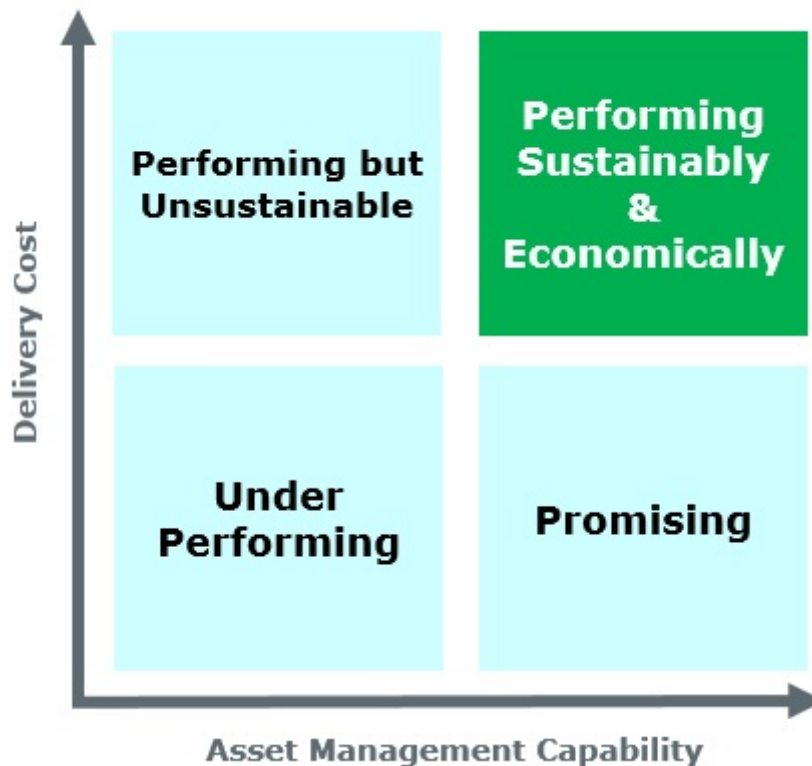 Performing but
Unsustainable
Performing
Sustainably
&
Economically
Under
Performing
Promising
Delivery Cost
Asset Management Capability